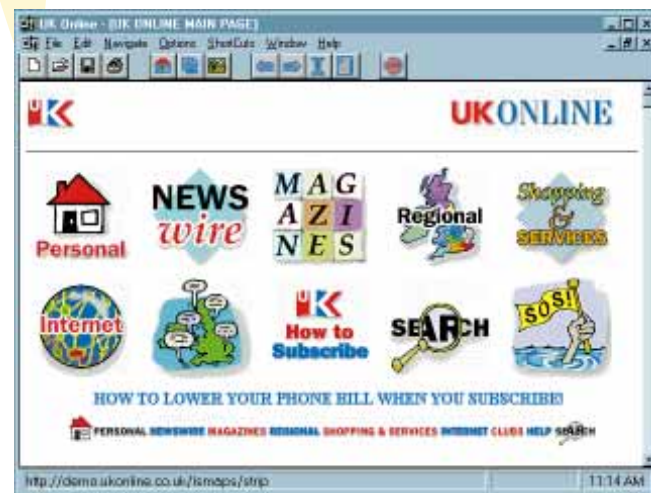 UK Online - [UK ONLINE MAIN PAGE]
File Edit Navigate Options ShortCuts Window Help
UK
UKONLINE
Personal
NEWS
wire
MAGAZINES
Regional
Shopping
&
SERVICES
Internet
UK
How to
Subscribe
SEARCH
SOS!
HOW TO LOWER YOUR PHONE BILL WHEN YOU SUBSCRIBE!
PERSONAL NEWSWIRE MAGAZINES REGIONAL SHOPPING & SERVICES INTERNET CLUBS HELP SEARCH
http://demo.ukonline.co.uk/ismaps/strip
11:14 AM